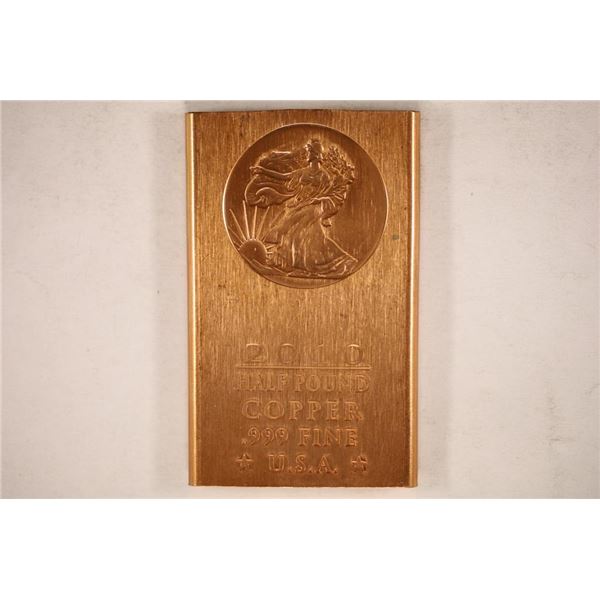 2010
HALF POUND
COPPER
.999 FINE
U.S.A.